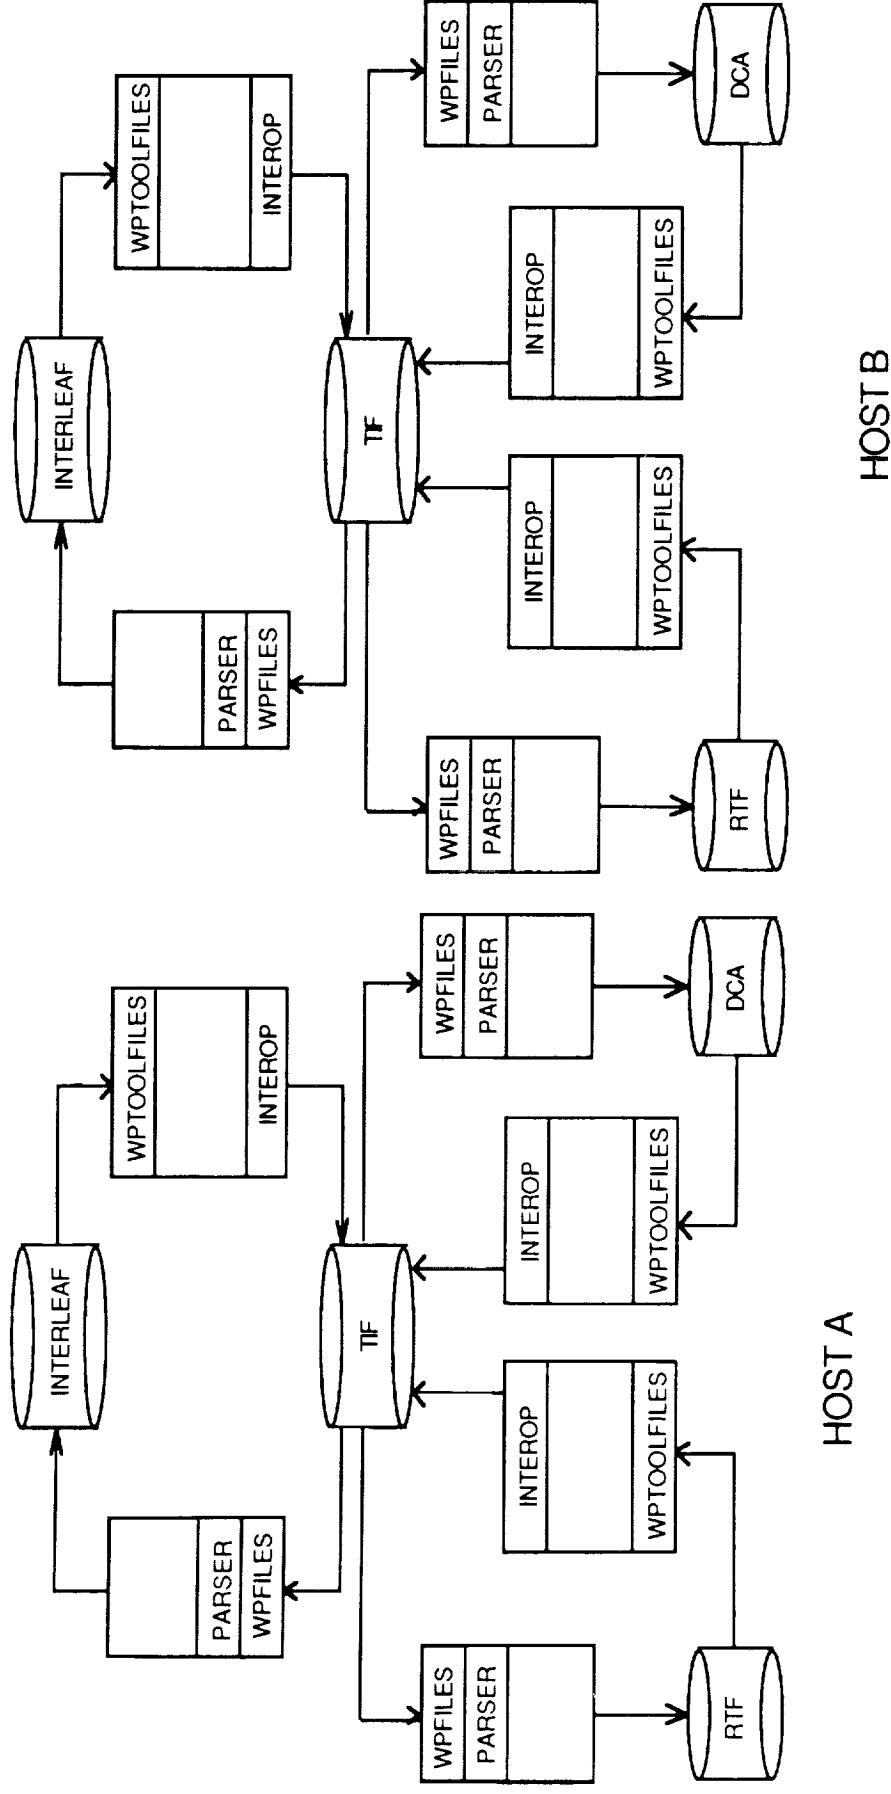 INTERLEAF
PARSER
WPFILES
WPTOOLFILES
INTEROP
TIF
WPFILES
PARSER
INTEROP
WPTOOLFILES
INTEROP
WPTOOLFILES
WPFILES
PARSER
RTF
DCA
HOST A
INTERLEAF
PARSER
WPFILES
WPTOOLFILES
INTEROP
TIF
WPFILES
PARSER
INTEROP
WPTOOLFILES
INTEROP
WPTOOLFILES
WPFILES
PARSER
RTF
DCA
HOST B